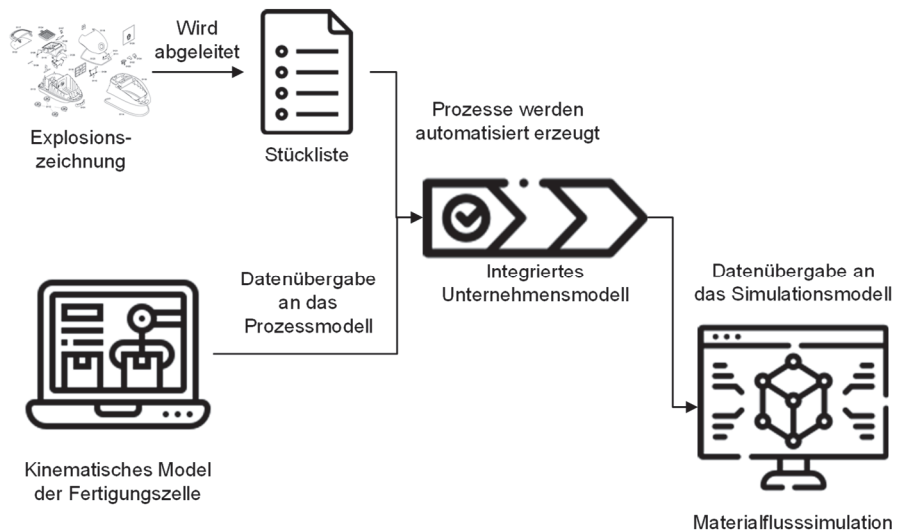 Wird
abgeleitet
Explosions-
zeichnung
Stückliste
Prozesse werden
automatisiert erzeugt
Integriertes
Unternehmensmodell
Datenübergabe
an das
Prozessmodell
Kinematisches Model
der Fertigungszelle
Datenübergabe an
das Simulationsmodell
Materialflusssimulation